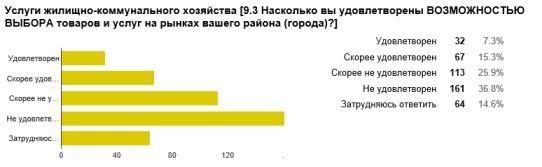 Услуги жилищно-коммунального хозяйства [9.3 Насколько вы удовлетворены ВОЗМОЖНОСТЬЮ
ВЫБОРА товаров и услуг на рынках вашего района (города)?]
Удовлетворен
Скорее удов...
Скорее не у...
Не удовлетв...
Затрудняюс...
0
40
80
120
Удовлетворен 32 7.3%
Скорее удовлетворен 67 15.3%
Скорее не удовлетворен 113 25.9%
Не удовлетворен 161 36.8%
Затрудняюсь ответить 64 14.6%